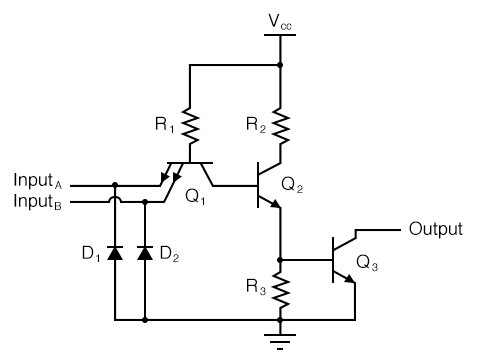 Vcc
R1
R2
InputA
Q1
Q2
InputB
Output
D1
D2
Q3
R3